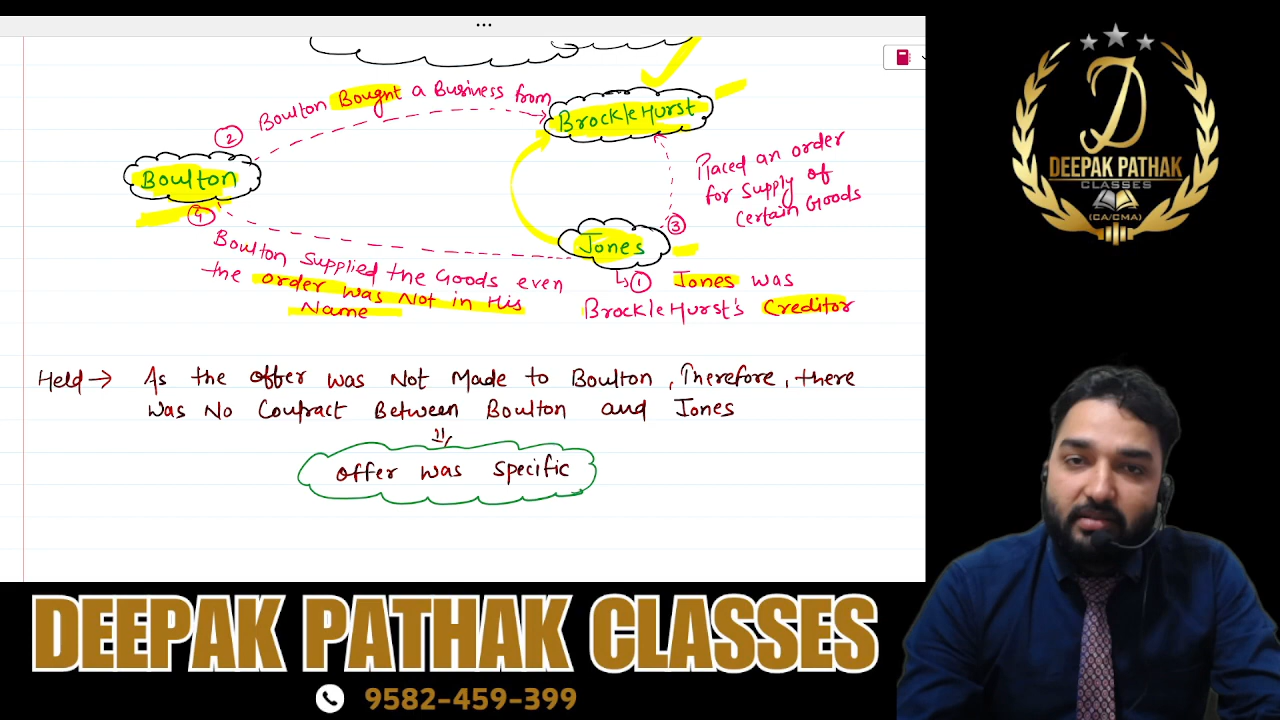 ...
② Boulton Bought a Business from
BrockleHurst
Boulton
Placed an order
for supply of
certain Goods
③
④
Jones
Boulton Supplied the Goods even
the order was Not in His
Name
① Jones was
BrockleHurst's Creditor
Held → As the offer was Not Made to Boulton, Therefore, there
was No Contract Between Boulton and Jones
offer was specific
D
DEEPAK PATHAK
CLASSES
(CA/CMA)
DEEPAK PATHAK CLASSES
9582-459-399